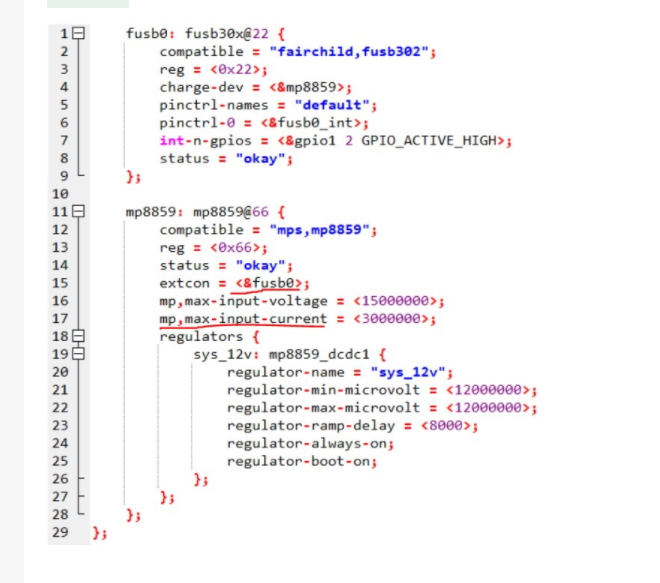 1 fusb0: fusb30x@22 {
2 compatible = "fairchild,fusb302";
3 reg = <0x22>;
4 charge-dev = <&mp8859>;
5 pinctrl-names = "default";
6 pinctrl-0 = <&fusb0_int>;
7 int-n-gpios = <&gpio1 2 GPIO_ACTIVE_HIGH>;
8 status = "okay";
9 };
10
11 mp8859: mp8859@66 {
12 compatible = "mps,mp8859";
13 reg = <0x66>;
14 status = "okay";
15 extcon = <&fusb0>;
16 mp,max-input-voltage = <15000000>;
17 mp,max-input-current = <3000000>;
18 regulators {
19 sys_12v: mp8859_dcdc1 {
20 regulator-name = "sys_12v";
21 regulator-min-microvolt = <12000000>;
22 regulator-max-microvolt = <12000000>;
23 regulator-ramp-delay = <8000>;
24 regulator-always-on;
25 regulator-boot-on;
26 };
27 };
28 };
29 };